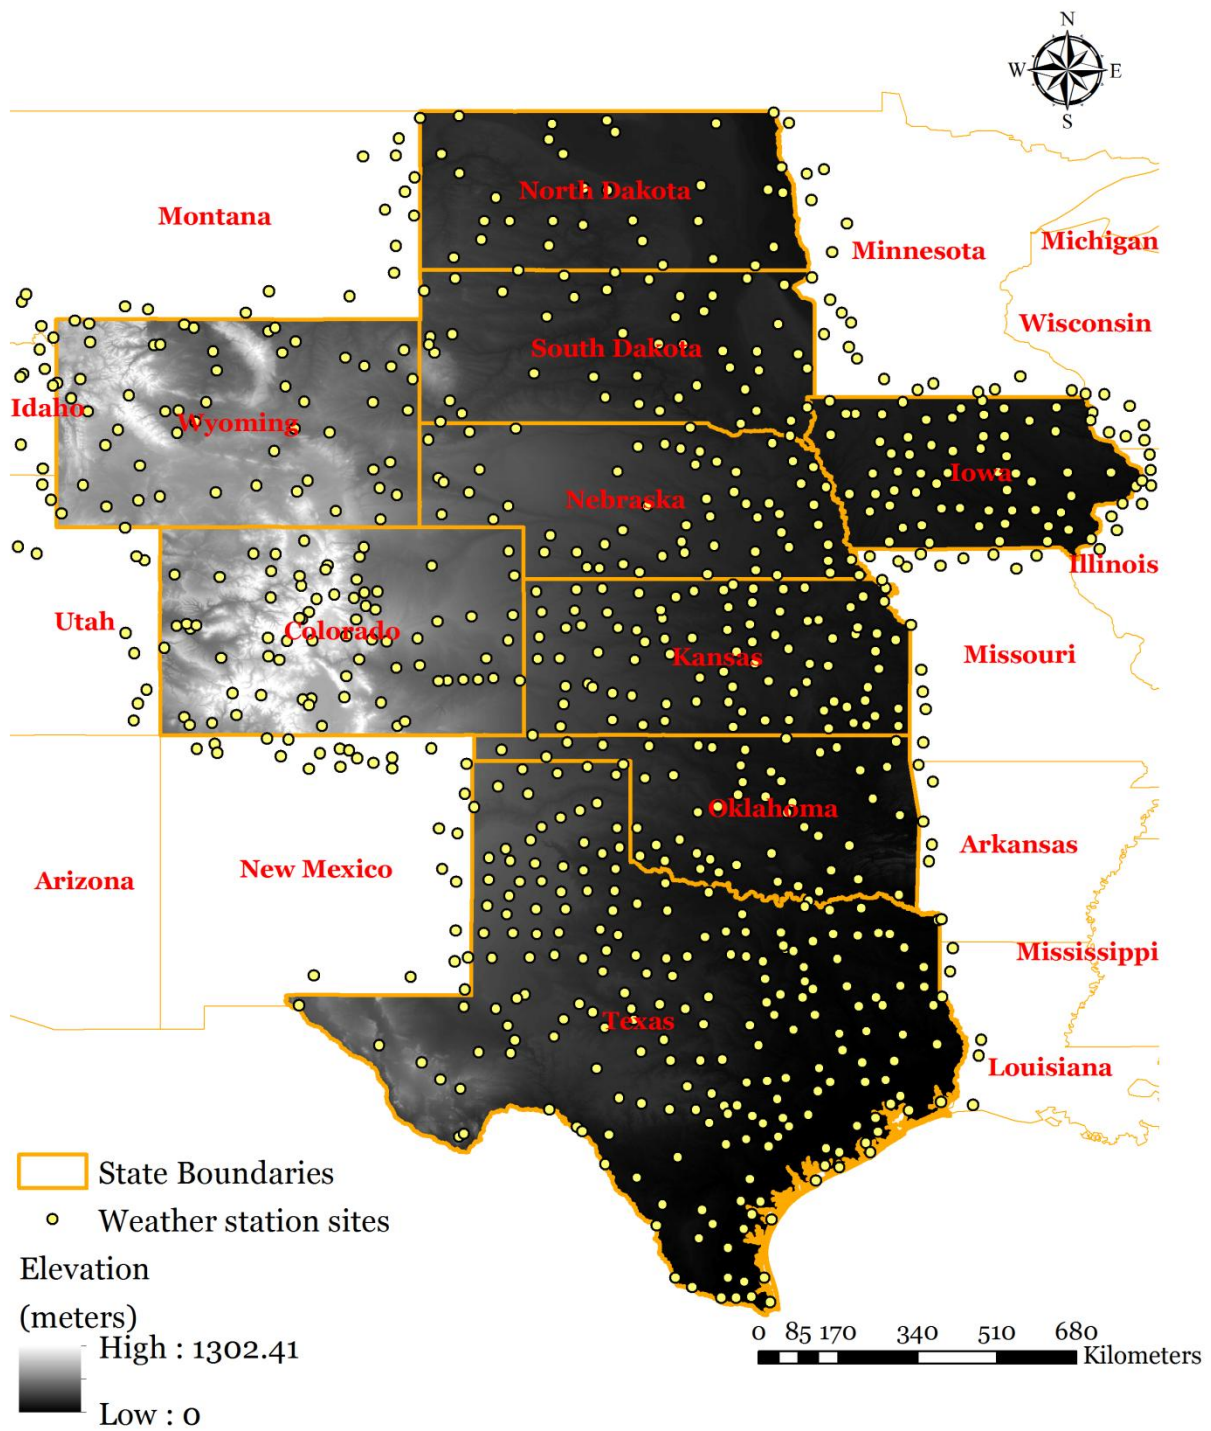 N
W E
S
North Dakota
Montana
Minnesota
Michigan
Wisconsin
South Dakota
Idaho
Wyoming
Iowa
Nebraska
Illinois
Utah
Colorado
Kansas
Missouri
Oklahoma
Arkansas
Arizona
New Mexico
Mississippi
Texas
Louisiana
State Boundaries
Weather station sites
Elevation
(meters)
High : 1302.41
Low : 0
0 85 170 340 510 680
Kilometers